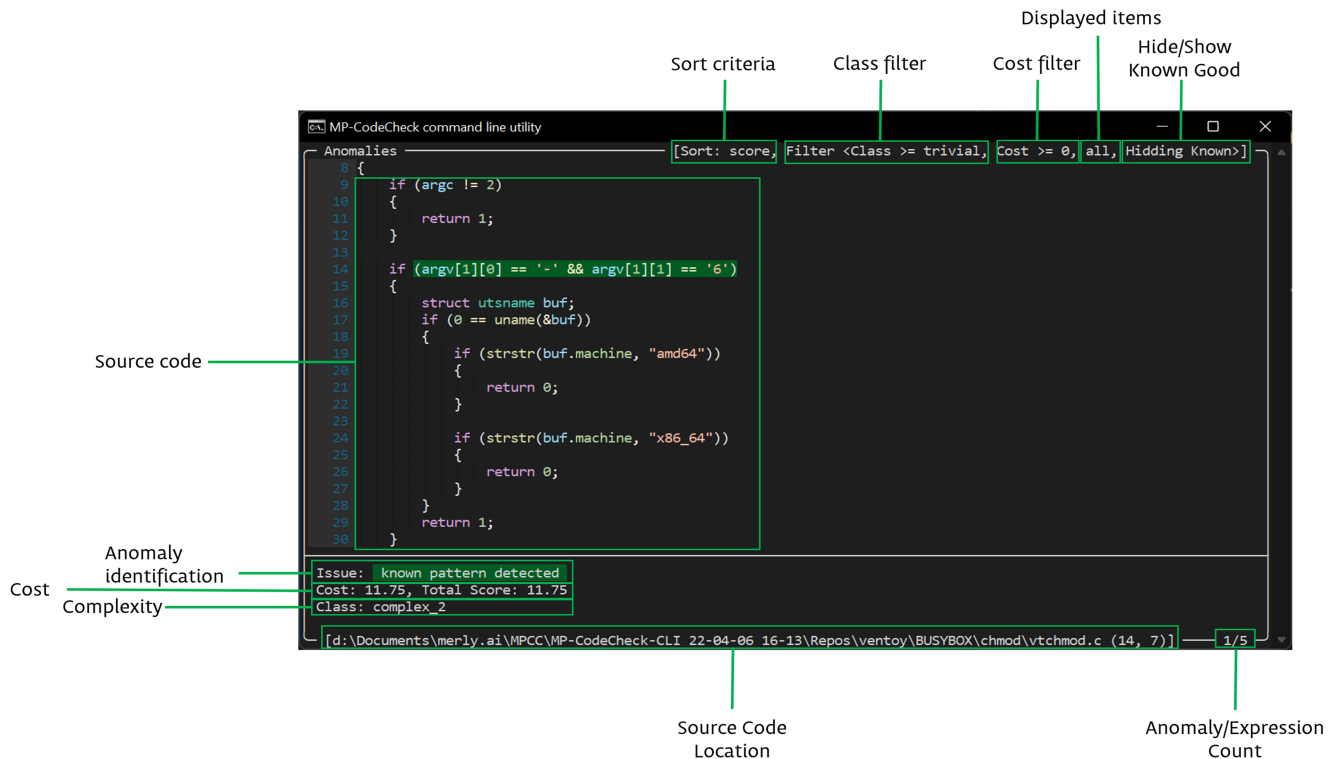 Displayed items
Hide/Show
Known Good
Sort criteria
Class filter
Cost filter
MP-CodeCheck command line utility
Anomalies [Sort: score, Filter <Class >= trivial, Cost >= 0, all, Hidding Known>]
8 {
9 if (argc != 2)
10 {
11 return 1;
12 }
13
14 if (argv[1][0] == '-' && argv[1][1] == '6')
15 {
16 struct utsname buf;
17 if (0 == uname(&buf))
18 {
19 if (strstr(buf.machine, "amd64"))
20 {
21 return 0;
22 }
23
24 if (strstr(buf.machine, "x86_64"))
25 {
26 return 0;
27 }
28 }
29 return 1;
30 }
Source code
Anomaly
identification
Cost
Complexity
Issue: known pattern detected
Cost: 11.75, Total Score: 11.75
Class: complex_2
[d:\Documents\merly.ai\MPCC\MP-CodeCheck-CLI 22-04-06 16-13\Repos\ventoy\BUSYBOX\chmod\vtchmod.c (14, 7)] 1/5
Source Code
Location
Anomaly/Expression
Count